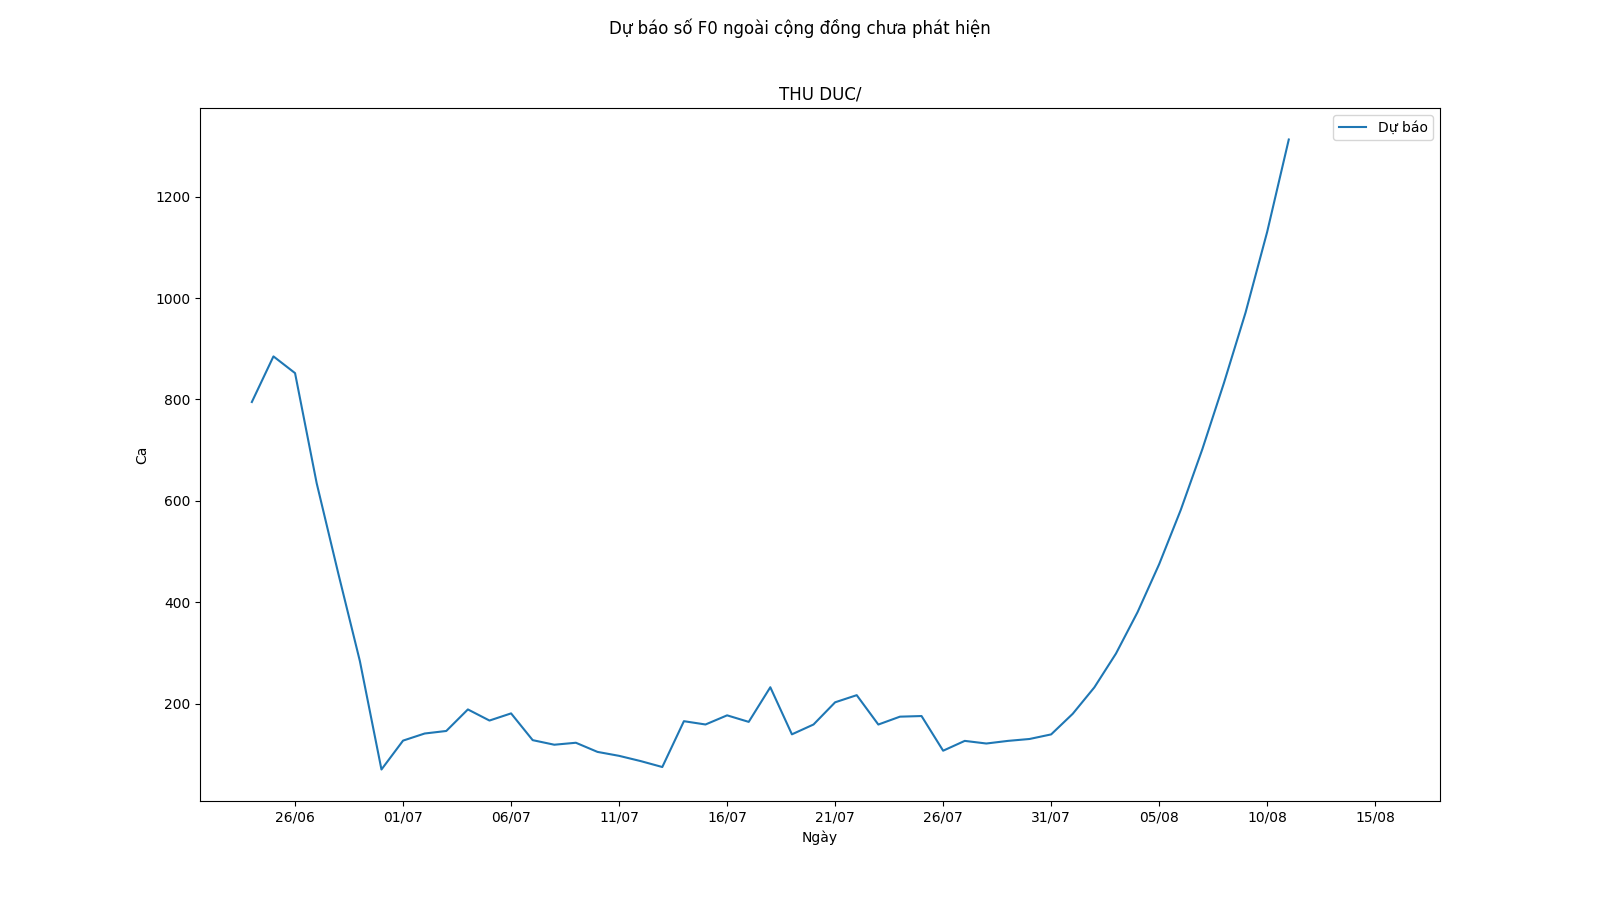 Dự báo số F0 ngoài cộng đồng chưa phát hiện
THU DUC/
Dự báo
1200
1000
800
600
400
200
Ca
26/06 01/07 06/07 11/07 16/07 21/07 26/07 31/07 05/08 10/08 15/08
Ngày